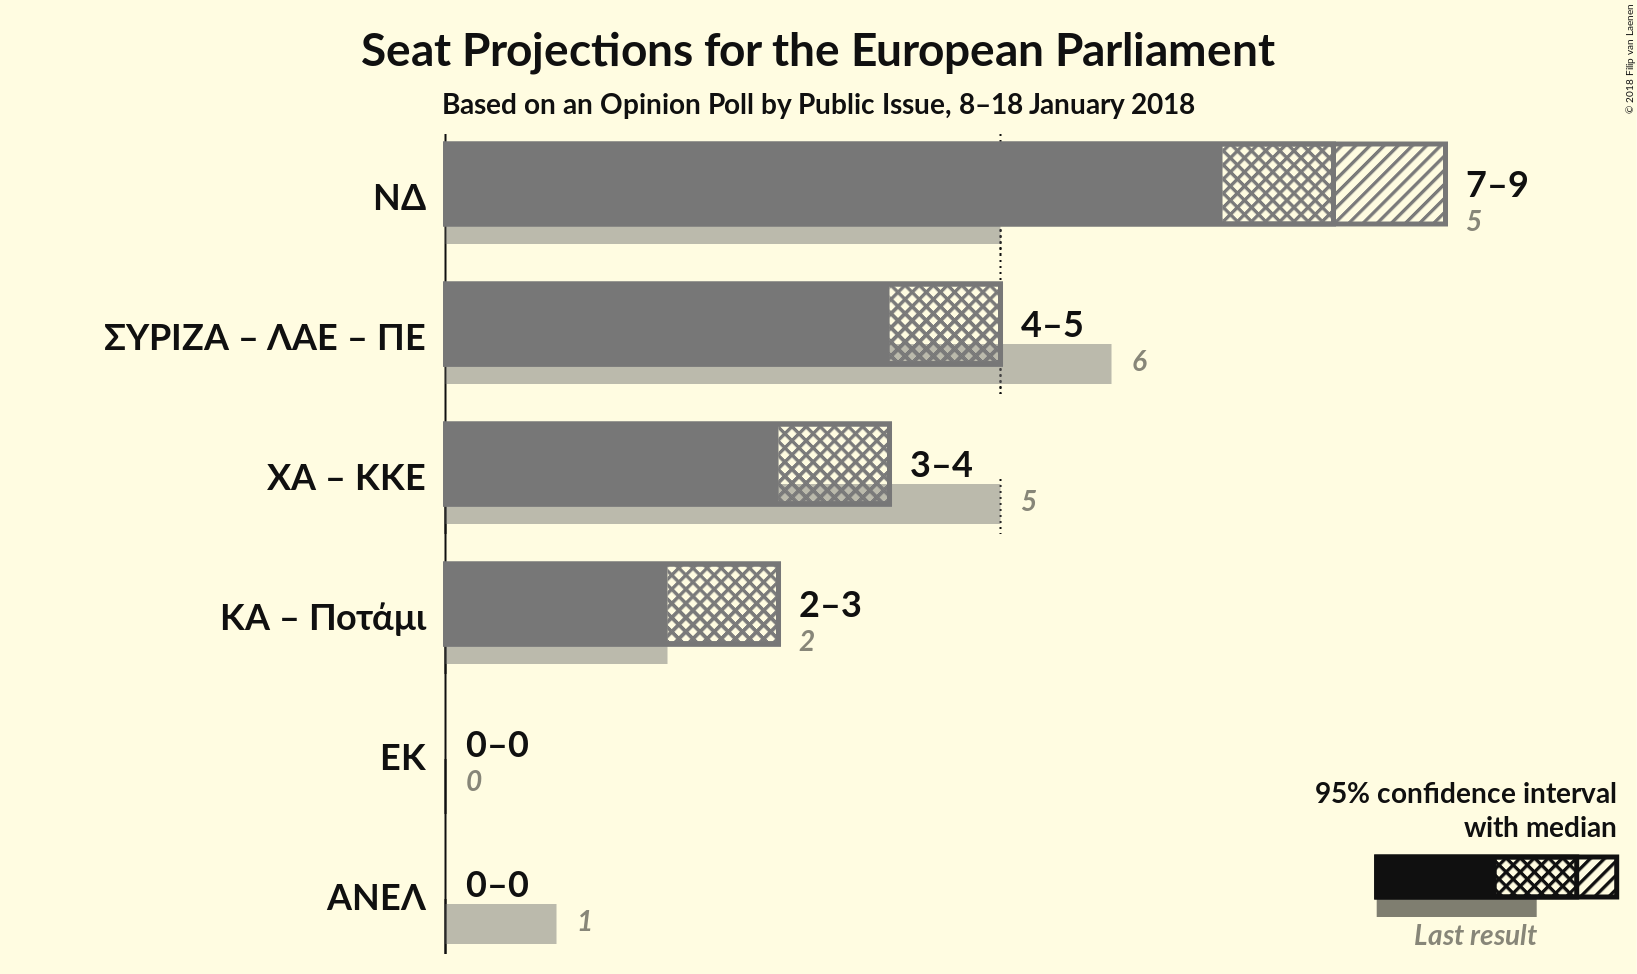 Seat Projections for the European Parliament
Based on an Opinion Poll by Public Issue, 8–18 January 2018
© 2018 Filip van Laenen
ΝΔ
7–9
5
ΣΥΡΙΖΑ – ΛΑΕ – ΠΕ
4–5
6
ΧΑ – ΚΚΕ
3–4
5
ΚΑ – Ποτάμι
2–3
2
ΕΚ
0–0
0
ΑΝΕΛ
0–0
1
95% confidence interval
with median
Last result